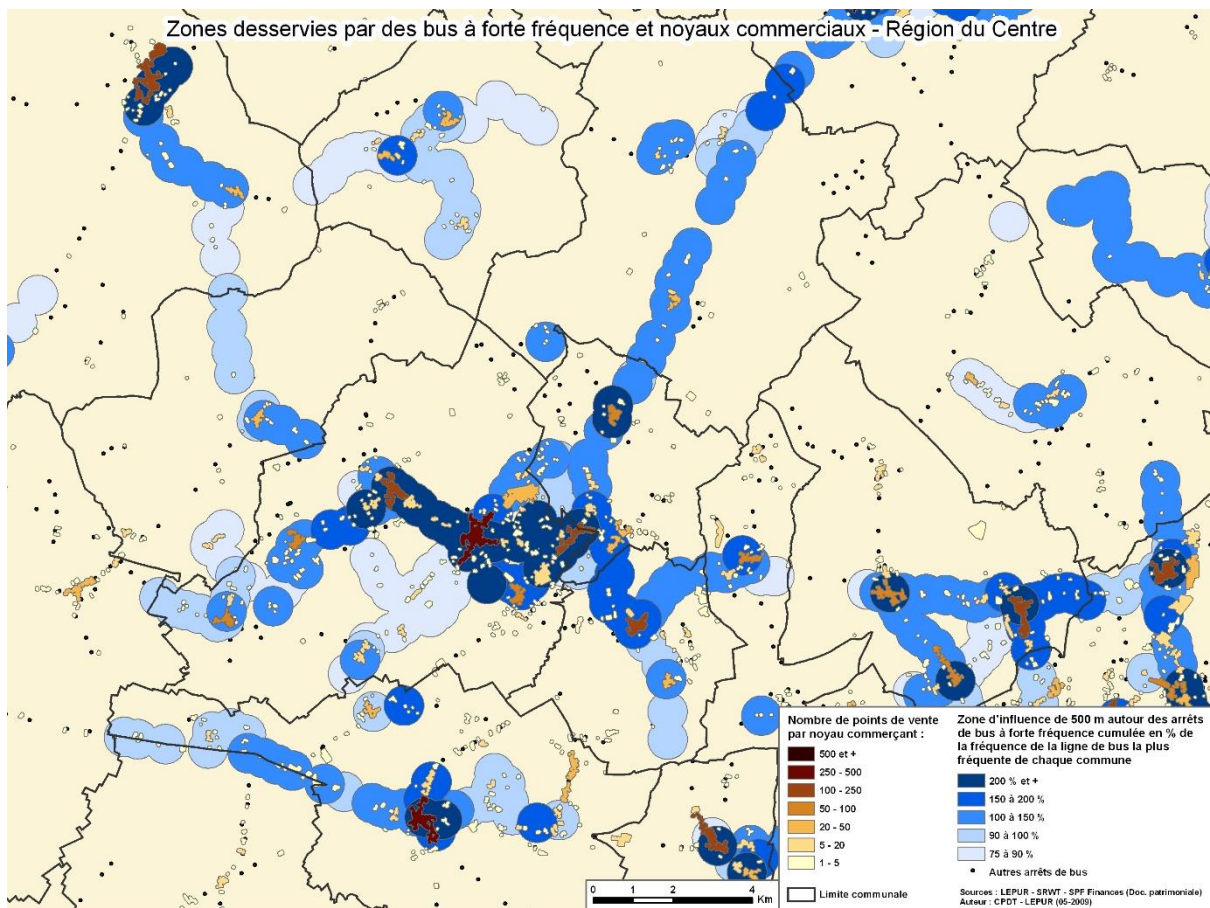 Zones desservies par des bus à forte fréquence et noyaux commerciaux - Région du Centre
Nombre de points de vente
par noyau commerçant :
500 et +
250 - 500
100 - 250
50 - 100
20 - 50
5 - 20
1 - 5
Limite communale
Zone d'influence de 500 m autour des arrêts
de bus à forte fréquence cumulée en % de
la fréquence de la ligne de bus la plus
fréquente de chaque commune
200 % et +
150 à 200 %
100 à 150 %
90 à 100 %
75 à 90 %
Autres arrêts de bus
0 1 2 4
Km
Sources : LEPUR - SRWT - SPF Finances (Doc. patrimoniale)
Auteur : CPDT - LEPUR (05-2009)